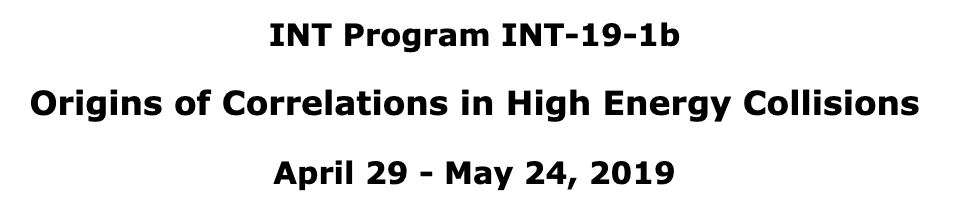 INT Program INT-19-1b
Origins of Correlations in High Energy Collisions
April 29 - May 24, 2019